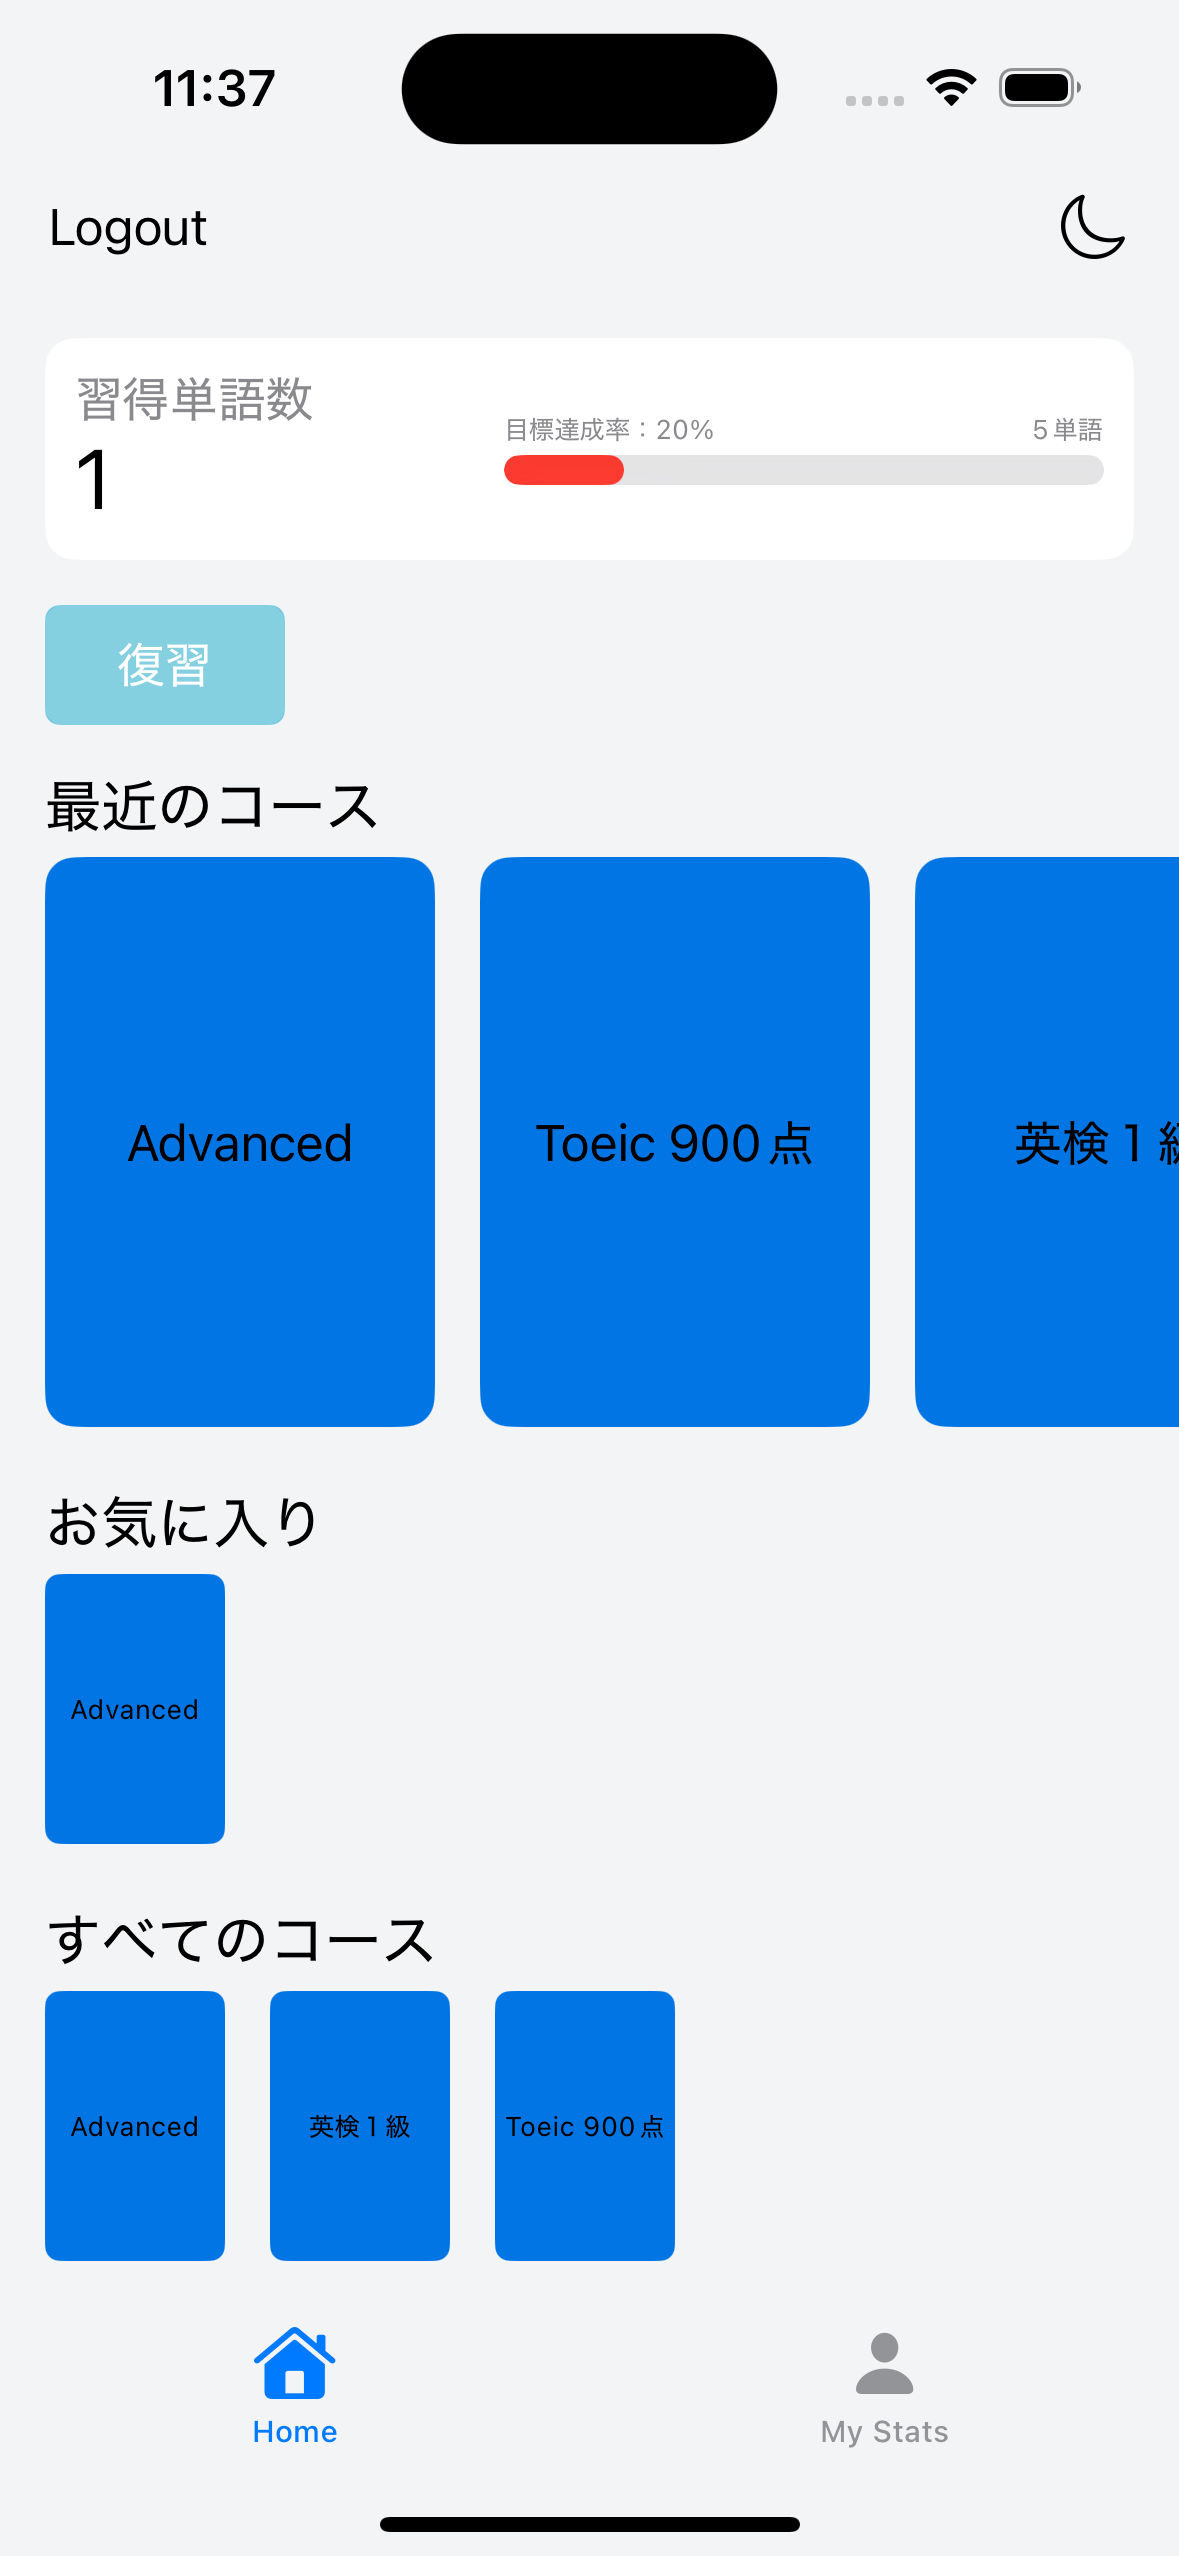 11:37
Logout
習得単語数
1
目標達成率：20%
5単語
復習
最近のコース
Advanced
Toeic 900点
英検1
お気に入り
Advanced
すべてのコース
Advanced
英検1級
Toeic 900点
Home
My Stats